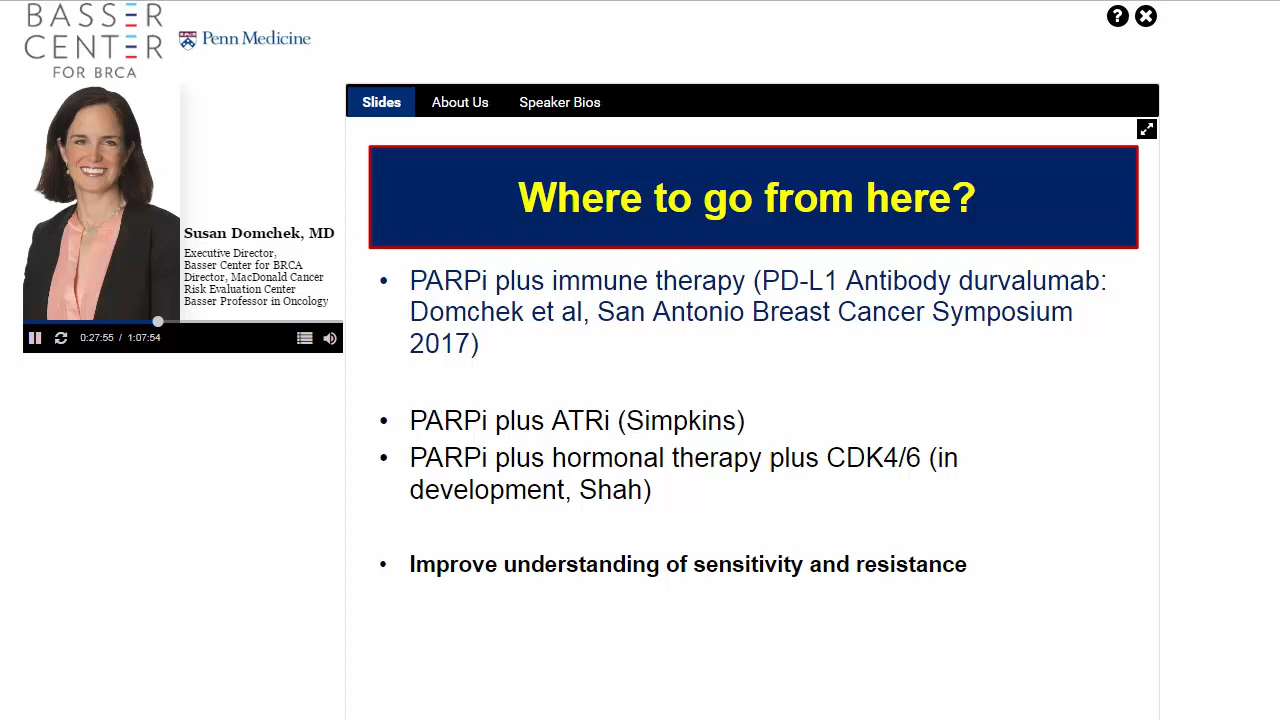 BASSER
CENTER
FOR BRCA
Penn Medicine
Susan Domchek, MD
Executive Director,
Basser Center for BRCA
Director, MacDonald Cancer
Risk Evaluation Center
Basser Professor in Oncology
0:27:55 / 1:07:54
Slides About Us Speaker Bios
Where to go from here?
• PARPi plus immune therapy (PD-L1 Antibody durvalumab:
Domchek et al, San Antonio Breast Cancer Symposium
2017)
• PARPi plus ATRi (Simpkins)
• PARPi plus hormonal therapy plus CDK4/6 (in
development, Shah)
• Improve understanding of sensitivity and resistance